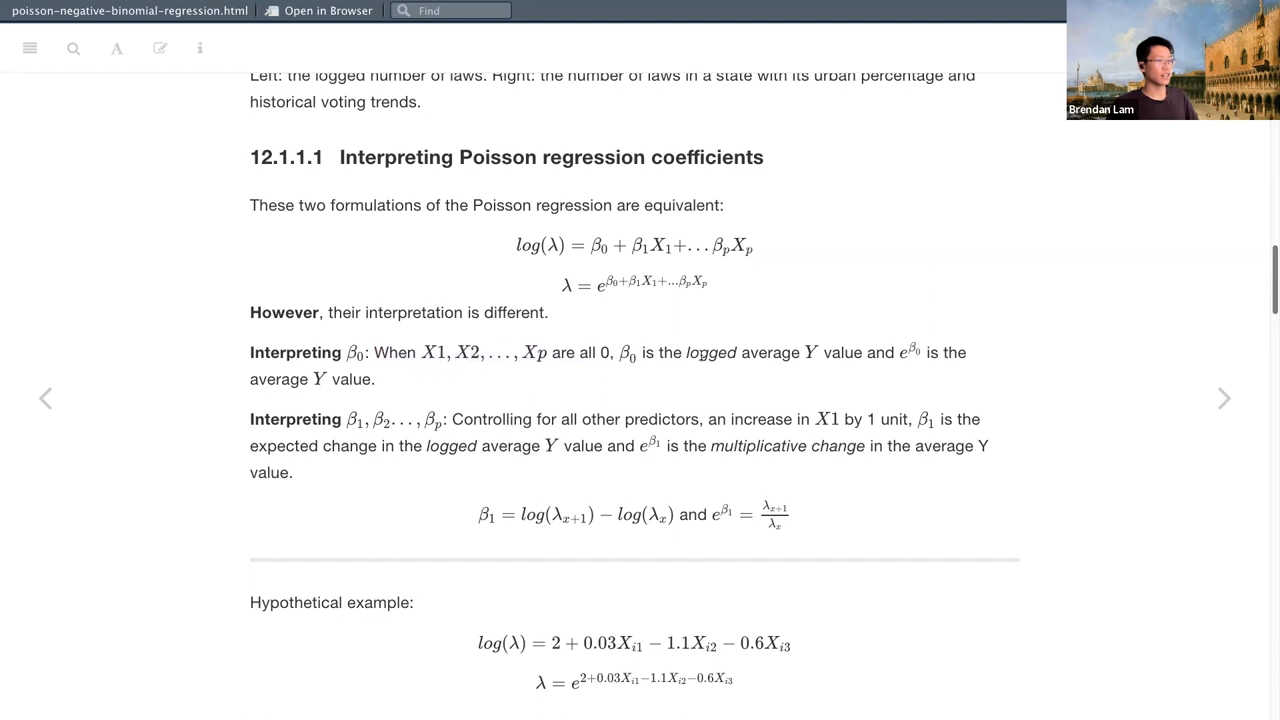 poisson-negative-binomial-regression.html
Open in Browser
Find
Left: the logged number of laws. Right: the number of laws in a state with its urban percentage and
historical voting trends.
Brendan Lam
12.1.1.1 Interpreting Poisson regression coefficients
These two formulations of the Poisson regression are equivalent:
log(λ) = β₀ + β₁X₁+. . . βₚXₚ
λ = e^{β₀+β₁X₁+...βₚXₚ}
However, their interpretation is different.
Interpreting β₀: When X1, X2, . . . , Xp are all 0, β₀ is the logged average Y value and e^{β₀} is the
average Y value.
Interpreting β₁, β₂. . . , βₚ: Controlling for all other predictors, an increase in X1 by 1 unit, β₁ is the
expected change in the logged average Y value and e^{β₁} is the multiplicative change in the average Y
value.
β₁ = log(λₓ₊₁) − log(λₓ) and e^{β₁} = λₓ₊₁/λₓ
Hypothetical example:
log(λ) = 2 + 0.03Xᵢ₁ − 1.1Xᵢ₂ − 0.6Xᵢ₃
λ = e^{2+0.03Xᵢ₁−1.1Xᵢ₂−0.6Xᵢ₃}